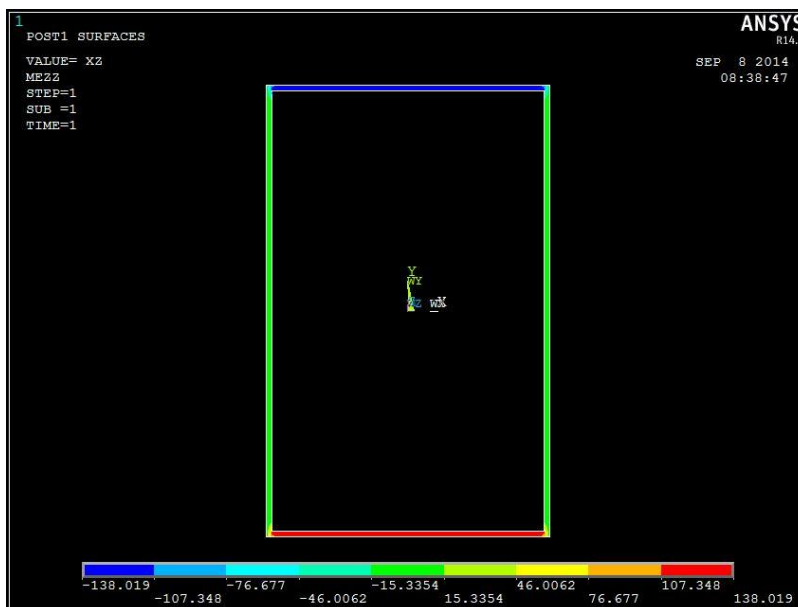 1
POST1 SURFACES
VALUE= XZ
MEZZ
STEP=1
SUB =1
TIME=1
ANSYS
R14.
SEP 8 2014
08:38:47
Y
WY
WX
-138.019
-107.348
-76.677
-46.0062
-15.3354
15.3354
46.0062
76.677
107.348
138.019